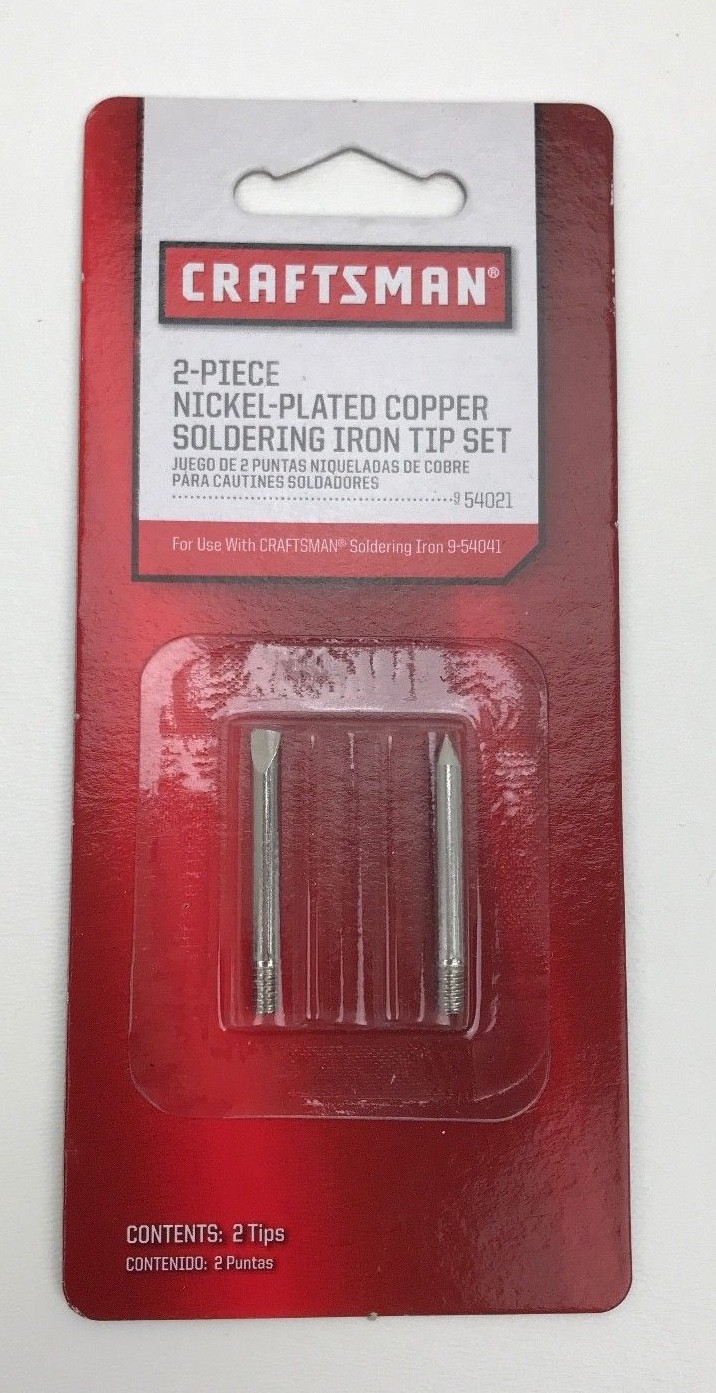 CRAFTSMAN®
2-PIECE
NICKEL-PLATED COPPER
SOLDERING IRON TIP SET
JUEGO DE 2 PUNTAS NIQUELADAS DE COBRE
PARA CAUTINES SOLDADORES
9 54021
For Use With CRAFTSMAN® Soldering Iron 9-54041
CONTENTS: 2 Tips
CONTENIDO: 2 Puntas